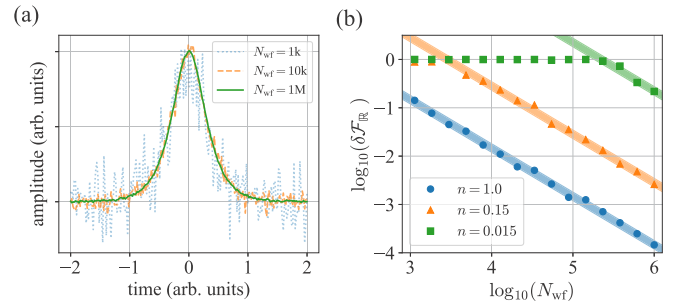 (a)
N_wf = 1k
N_wf = 10k
N_wf = 1M
amplitude (arb. units)
−2 −1 0 1 2
time (arb. units)
(b)
0
−1
−2
−3
−4
log₁₀(δℱ_ℝ)
n = 1.0
n = 0.15
n = 0.015
3 4 5 6
log₁₀(N_wf)